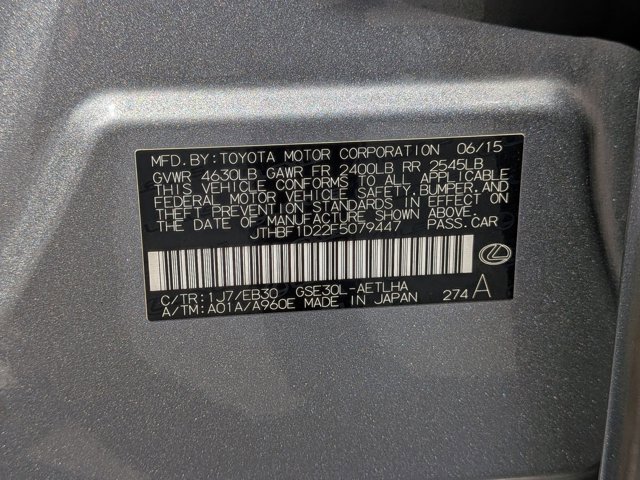 MFD. BY: TOYOTA MOTOR CORPORATION 06/15
GVWR 4630LB GAWR FR 2400LB RR 2545LB
THIS VEHICLE CONFORMS TO ALL APPLICABLE
FEDERAL MOTOR VEHICLE SAFETY, BUMPER, AND
THEFT PREVENTION STANDARDS IN EFFECT ON
THE DATE OF MANUFACTURE SHOWN ABOVE.
JTHBF1D22F5079447 PASS. CAR
C/TR: 1J7/EB30 GSE30L-AETLHA
A/TM: A01A/A960E MADE IN JAPAN 274 A